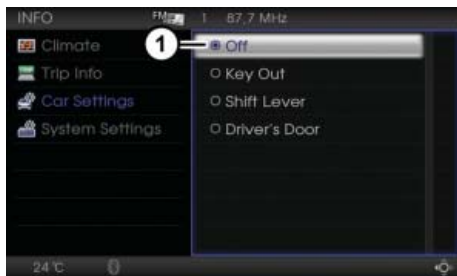 INFO FM 1 87,7 MHz
Climate
1 Off
Trip Info
Key Out
Car Settings
Shift Lever
System Settings
Driver's Door
24℃